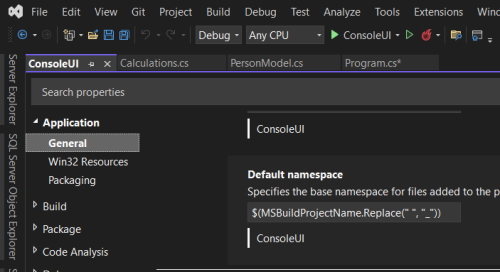 File Edit View Git Project Build Debug Test Analyze Tools Extensions
Debug Any CPU ConsoleUI
ConsoleUI Calculations.cs PersonModel.cs Program.cs*
Server Explorer
SQL Server Object Explorer
Search properties
Application
General
Win32 Resources
Packaging
Build
Package
Code Analysis
ConsoleUI
Default namespace
Specifies the base namespace for files added to the
$(MSBuildProjectName.Replace(" ", "_"))
ConsoleUI